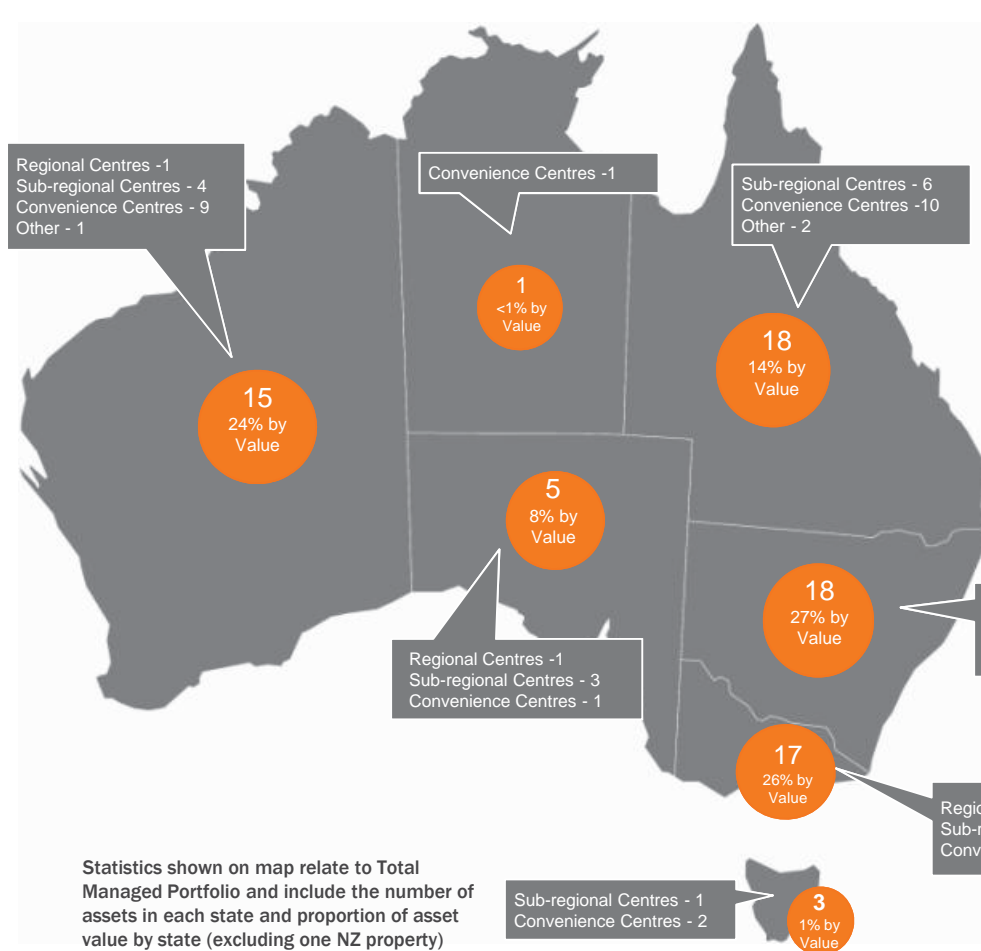 Regional Centres -1
Sub-regional Centres - 4
Convenience Centres - 9
Other - 1
Convenience Centres -1
Sub-regional Centres - 6
Convenience Centres -10
Other - 2
1
<1% by
Value
18
14% by
Value
15
24% by
Value
5
8% by
Value
18
27% by
Value
Regional Centres -1
Sub-regional Centres - 3
Convenience Centres - 1
17
26% by
Value
Statistics shown on map relate to Total
Managed Portfolio and include the number of
assets in each state and proportion of asset
value by state (excluding one NZ property)
Sub-regional Centres - 1
Convenience Centres - 2
3
1% by
Value